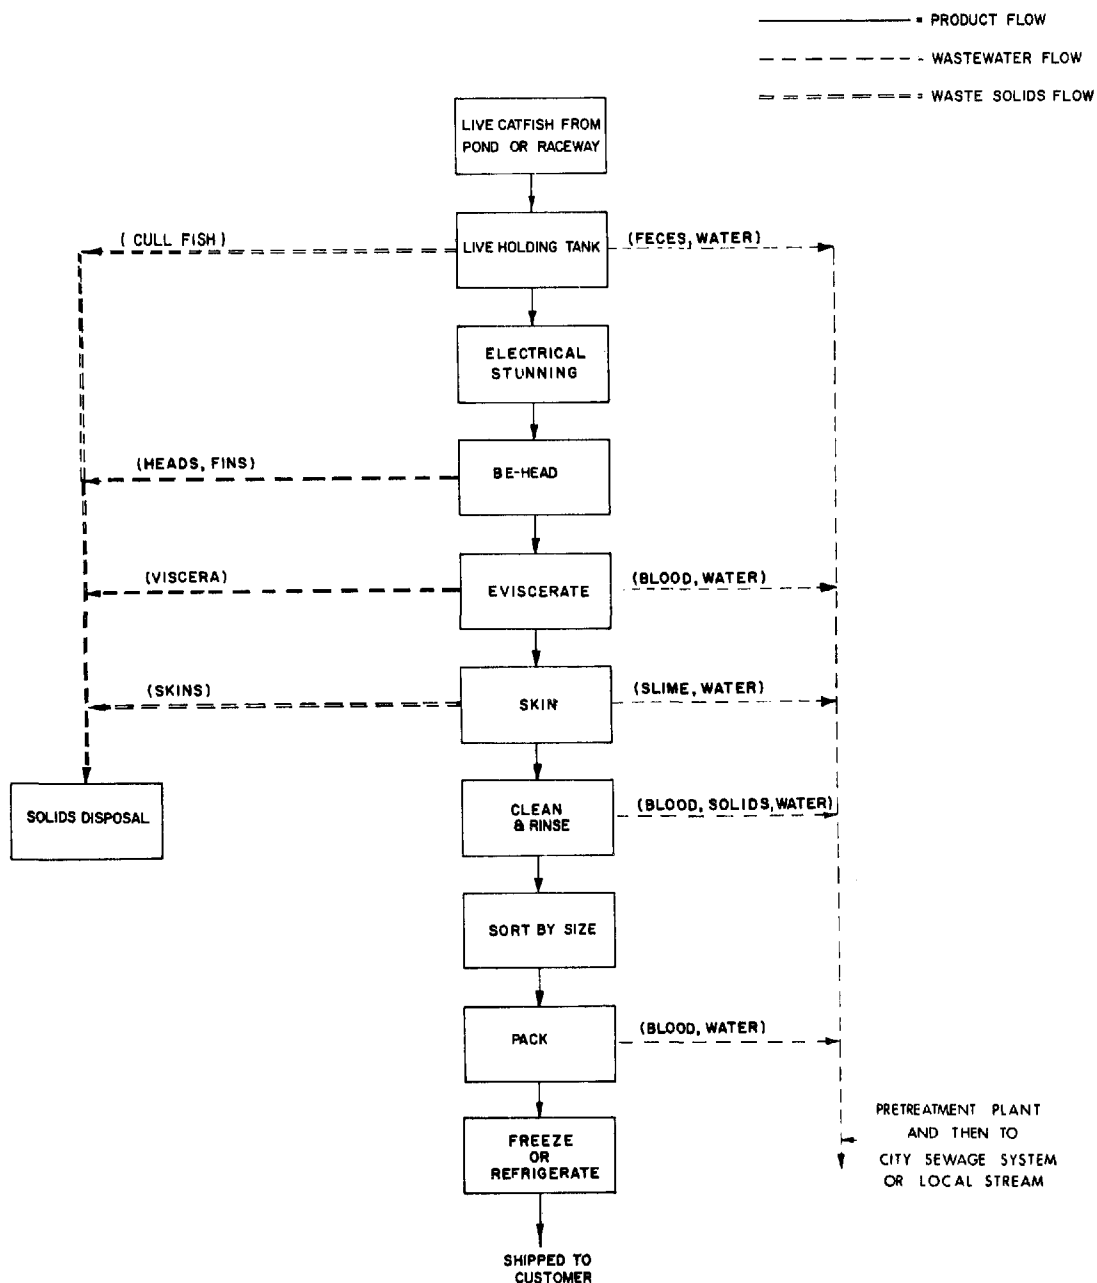 = PRODUCT FLOW
WASTEWATER FLOW
WASTE SOLIDS FLOW
LIVE CATFISH FROM
POND OR RACEWAY
( CULL FISH)
LIVE HOLDING TANK
(FECES, WATER)
ELECTRICAL
STUNNING
(HEADS, FINS)
BE-HEAD
(VISCERA)
EVISCERATE
(BLOOD, WATER)
(SKINS)
SKIN
(SLIME, WATER)
SOLIDS DISPOSAL
CLEAN
& RINSE
(BLOOD, SOLIDS, WATER)
SORT BY SIZE
PACK
(BLOOD, WATER)
FREEZE
OR
REFRIGERATE
PRETREATMENT PLANT
AND THEN TO
CITY SEWAGE SYSTEM
OR LOCAL STREAM
SHIPPED TO
CUSTOMER